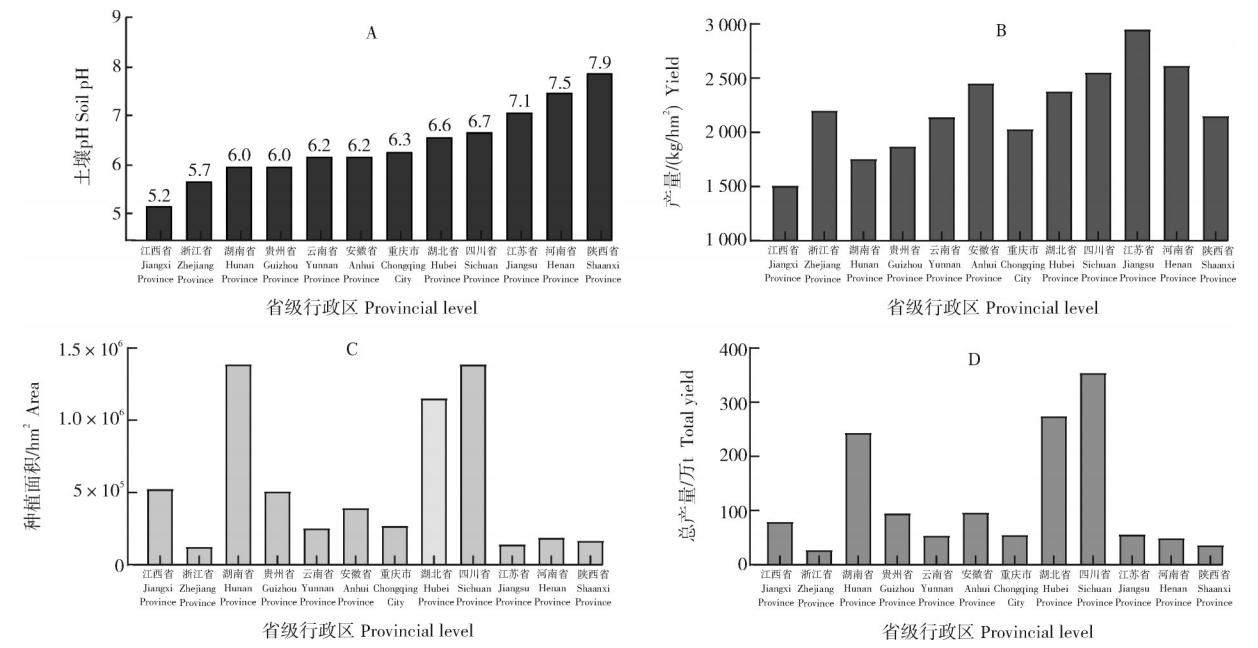 A
土壤pH Soil pH
9
8
7
6
5
5.2
5.7
6.0
6.0
6.2
6.2
6.3
6.6
6.7
7.1
7.5
7.9
江西省 浙江省 湖南省 贵州省 云南省 安徽省 重庆市 湖北省 四川省 江苏省 河南省 陕西省
Jiangxi Zhejiang Hunan Guizhou Yunnan Anhui Chongqing Hubei Sichuan Jiangsu Henan Shaanxi
Province Province Province Province Province Province City Province Province Province Province Province
省级行政区 Provincial level
B
产量/(kg/hm²) Yield
3 000
2 500
2 000
1 500
1 000
江西省 浙江省 湖南省 贵州省 云南省 安徽省 重庆市 湖北省 四川省 江苏省 河南省 陕西省
Jiangxi Zhejiang Hunan Guizhou Yunnan Anhui Chongqing Hubei Sichuan Jiangsu Henan Shaanxi
Province Province Province Province Province Province City Province Province Province Province Province
省级行政区 Provincial level
C
种植面积/hm² Area
1.5 × 10⁶
1.0 × 10⁶
5 × 10⁵
0
江西省 浙江省 湖南省 贵州省 云南省 安徽省 重庆市 湖北省 四川省 江苏省 河南省 陕西省
Jiangxi Zhejiang Hunan Guizhou Yunnan Anhui Chongqing Hubei Sichuan Jiangsu Henan Shaanxi
Province Province Province Province Province Province City Province Province Province Province Province
省级行政区 Provincial level
D
总产量/万t Total yield
400
300
200
100
0
江西省 浙江省 湖南省 贵州省 云南省 安徽省 重庆市 湖北省 四川省 江苏省 河南省 陕西省
Jiangxi Zhejiang Hunan Guizhou Yunnan Anhui Chongqing Hubei Sichuan Jiangsu Henan Shaanxi
Province Province Province Province Province Province City Province Province Province Province Province
省级行政区 Provincial level